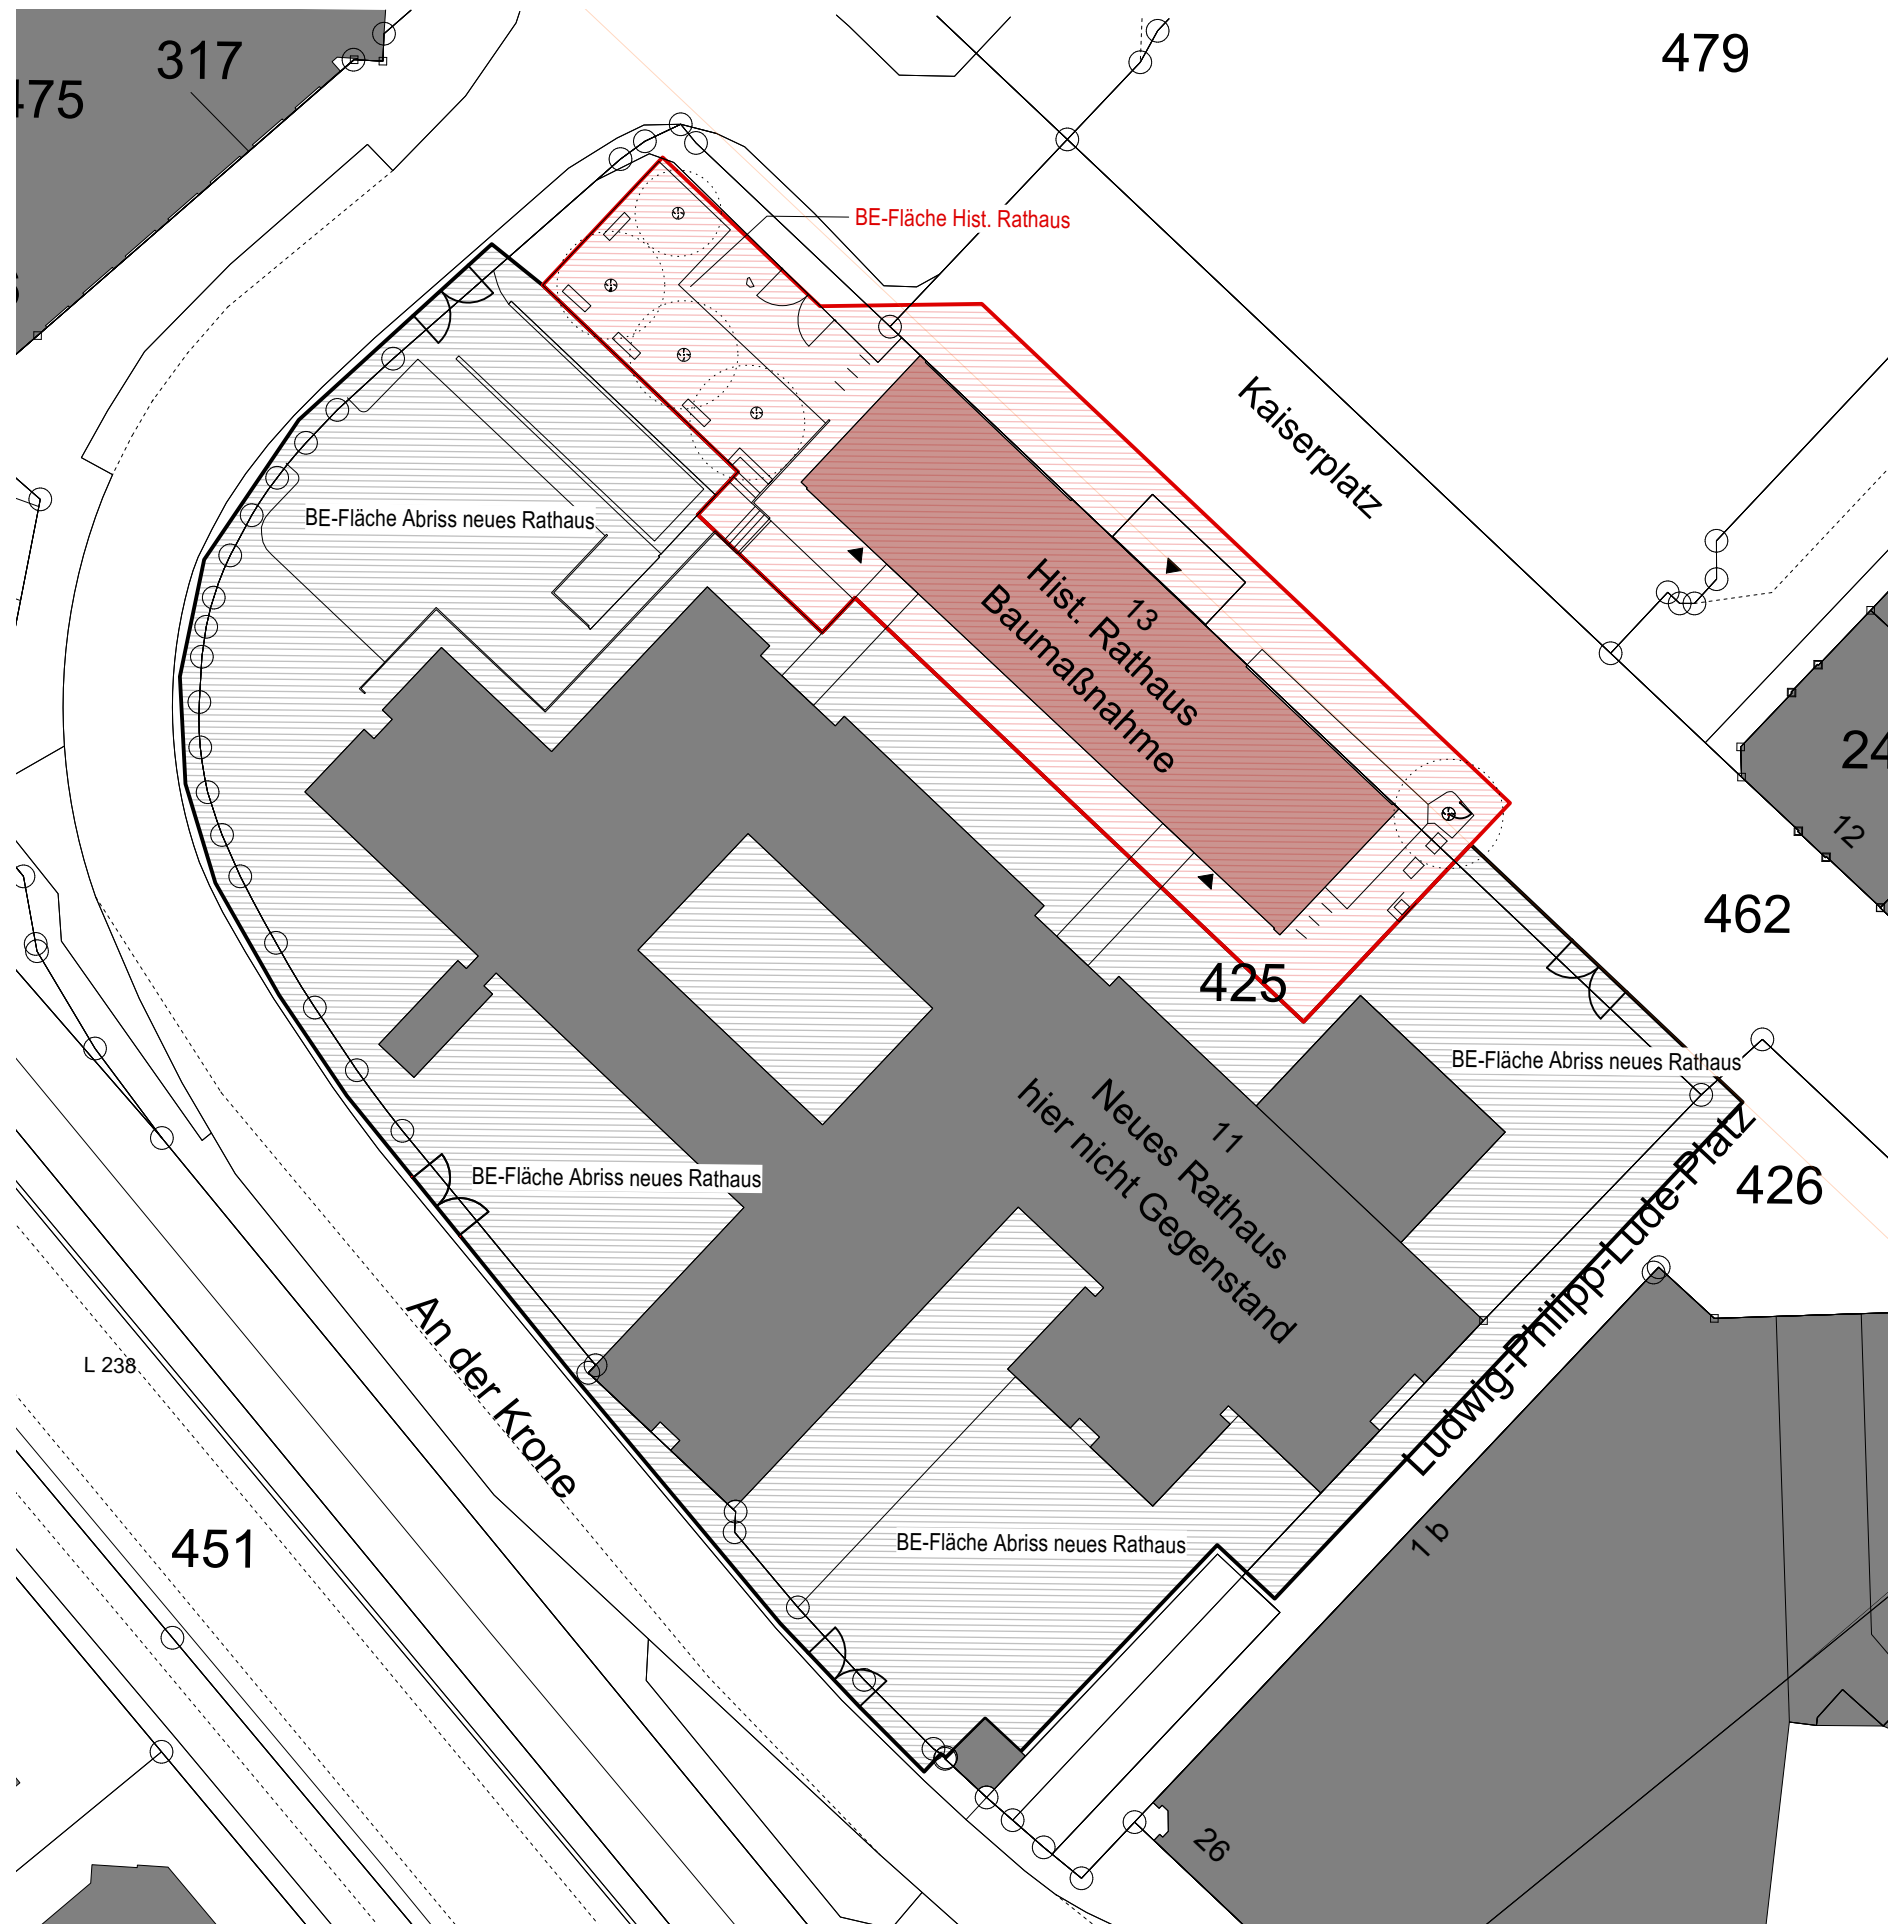 317
475
479
BE-Fläche Hist. Rathaus
Kaiserplatz
BE-Fläche Abriss neues Rathaus
13
Hist. Rathaus
Baumaßnahme
24
12
462
425
BE-Fläche Abriss neues Rathaus
11
Neues Rathaus
hier nicht Gegenstand
BE-Fläche Abriss neues Rathaus
426
Ludwig-Philipp-Lude-Platz
An der Krone
L 238
451
BE-Fläche Abriss neues Rathaus
1 b
26